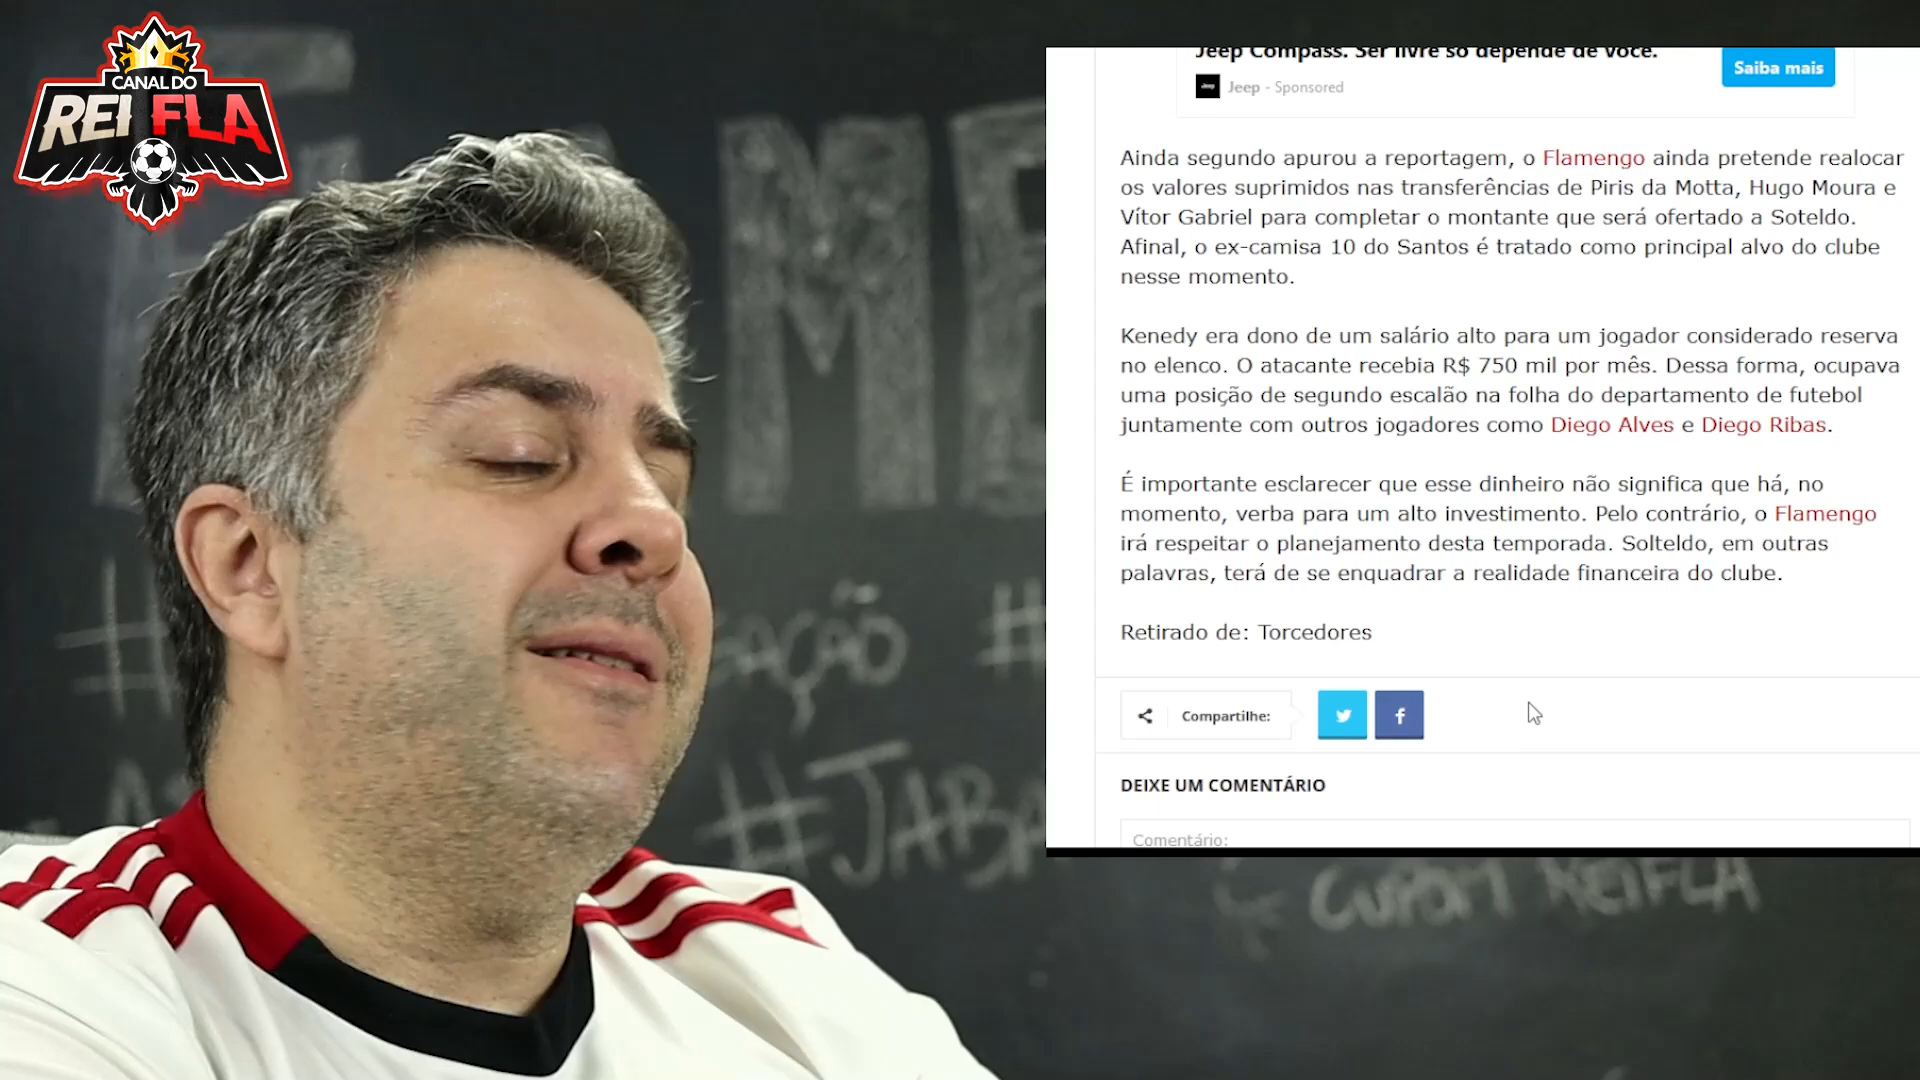 CANAL DO
REI FLA
Jeep Compass. Ser livre só depende de você.
Jeep - Sponsored
Saiba mais
Ainda segundo apurou a reportagem, o Flamengo ainda pretende realocar
os valores suprimidos nas transferências de Piris da Motta, Hugo Moura e
Vítor Gabriel para completar o montante que será ofertado a Soteldo.
Afinal, o ex-camisa 10 do Santos é tratado como principal alvo do clube
nesse momento.
Kenedy era dono de um salário alto para um jogador considerado reserva
no elenco. O atacante recebia R$ 750 mil por mês. Dessa forma, ocupava
uma posição de segundo escalão na folha do departamento de futebol
juntamente com outros jogadores como Diego Alves e Diego Ribas.
É importante esclarecer que esse dinheiro não significa que há, no
momento, verba para um alto investimento. Pelo contrário, o Flamengo
irá respeitar o planejamento desta temporada. Solteldo, em outras
palavras, terá de se enquadrar a realidade financeira do clube.
Retirado de: Torcedores
Compartilhe:
DEIXE UM COMENTÁRIO
Comentário:
#JABA
CUPOM REIFLA